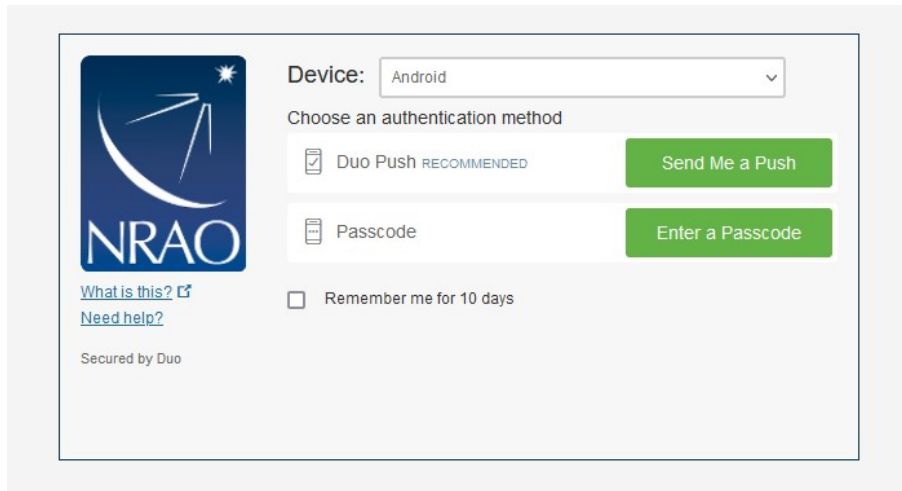 NRAO
What is this?
Need help?
Secured by Duo
Device: Android
Choose an authentication method
Duo Push RECOMMENDED Send Me a Push
Passcode Enter a Passcode
Remember me for 10 days